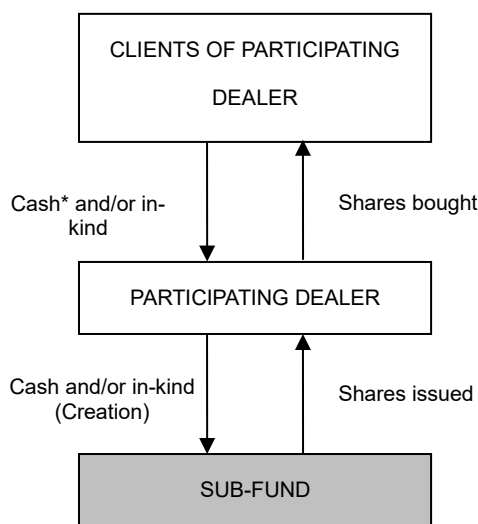 CLIENTS OF PARTICIPATING
DEALER
Cash* and/or in-
kind
Shares bought
PARTICIPATING DEALER
Cash and/or in-kind
(Creation)
Shares issued
SUB-FUND